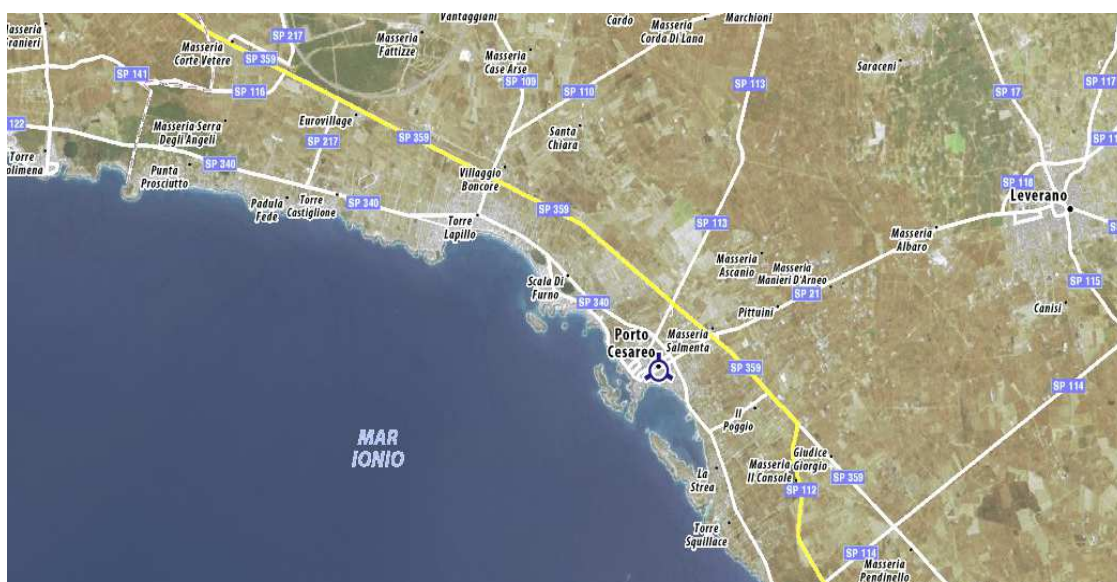 Vantaggiani
Cardo
Masseria
Corda Di Lana
Marchioni
Masseria
SP 217
Masseria
Corte Vetere
SP 359
Masseria
Fattizze
Masseria
Case Arse
Saraceni
SP 141
SP 116
SP 109
SP 110
SP 113
SP 17
SP 117
122
Masseria Serra
Degli Angeli
Eurovillage
SP 217
SP 359
Santa
Chiara
Torre
SP 340
Punta
Prosciutto
Villaggio
Boncore
SP 118
Leverano
Padula
Fede
Torre
Castiglione
SP 340
Torre
Lapillo
SP 359
SP 113
Masseria
Albaro
Masseria
Ascanio
Masseria
Manieri D'Arneo
Scala Di
Furno
SP 340
SP 21
Pittuini
SP 115
Canisi
Porto
Cesareo
Masseria
Salmenta
SP 359
SP 114
Il
Poggio
MAR
IONIO
La
Strea
Masseria
Il Console
Giudice
Giorgio
SP 359
SP 112
Torre
Squillace
SP 114
Masseria
Pendinello